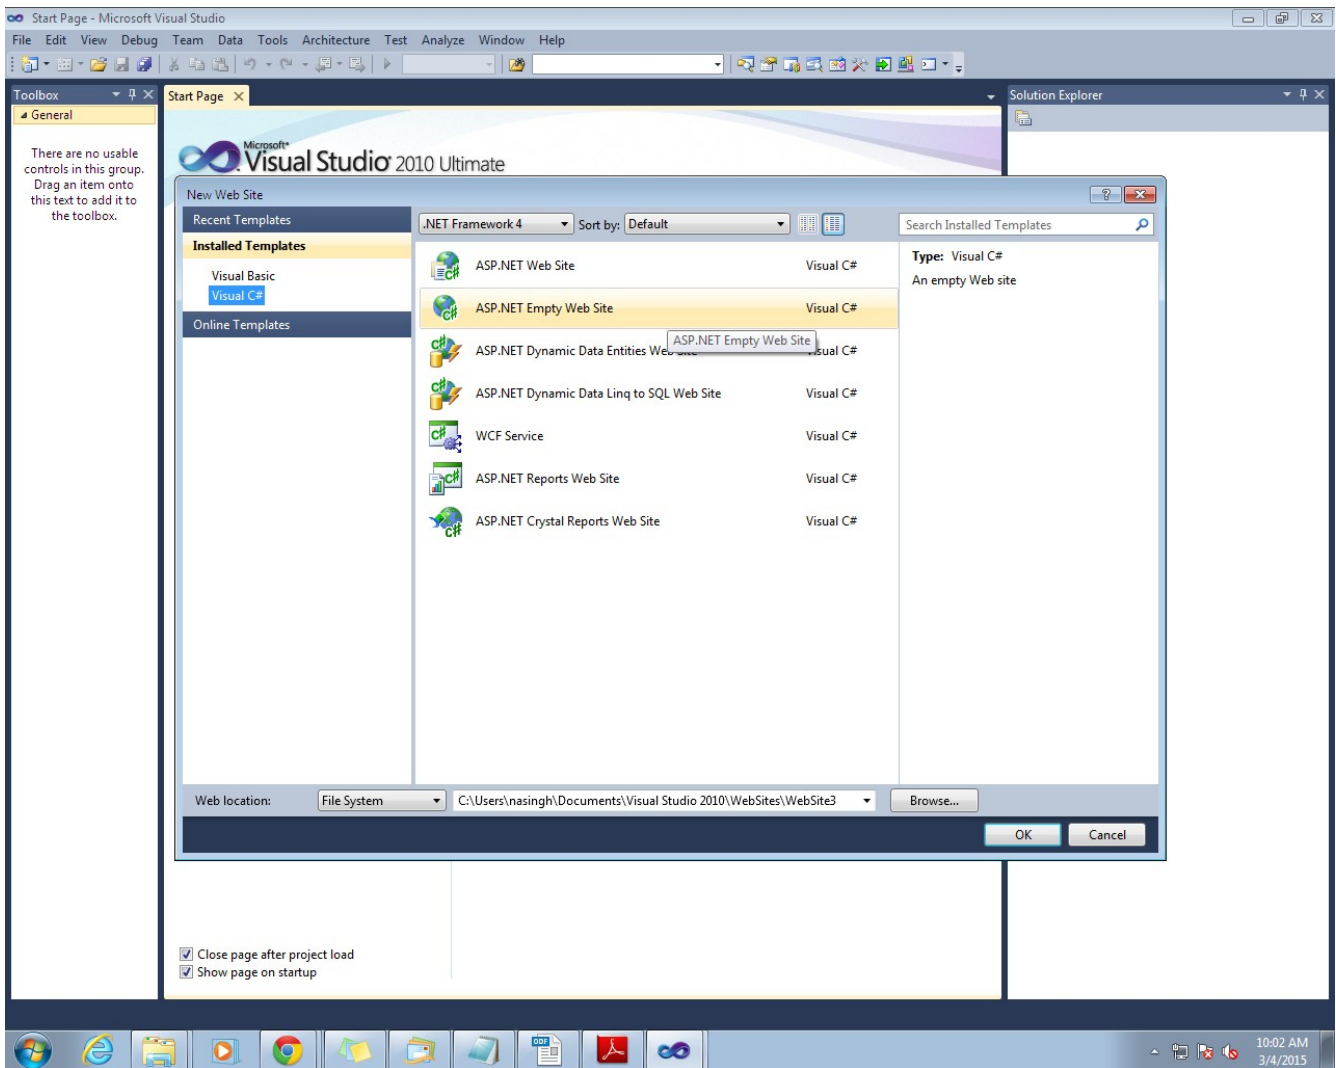 Start Page - Microsoft Visual Studio
File Edit View Debug Team Data Tools Architecture Test Analyze Window Help
Toolbox
General
There are no usable
controls in this group.
Drag an item onto
this text to add it to
the toolbox.
Start Page
Solution Explorer
Microsoft
Visual Studio 2010 Ultimate
New Web Site
Recent Templates
Installed Templates
Visual Basic
Visual C#
Online Templates
.NET Framework 4 Sort by: Default
Search Installed Templates
ASP.NET Web Site Visual C#
ASP.NET Empty Web Site Visual C#
ASP.NET Empty Web Site
ASP.NET Dynamic Data Entities
ASP.NET Dynamic Data Linq to SQL Web Site Visual C#
WCF Service Visual C#
ASP.NET Reports Web Site Visual C#
ASP.NET Crystal Reports Web Site Visual C#
Type: Visual C#
An empty Web site
Web location: File System C:\Users\nasingh\Documents\Visual Studio 2010\WebSites\WebSite3 Browse...
OK Cancel
Close page after project load
Show page on startup
ODF
10:02 AM
3/4/2015